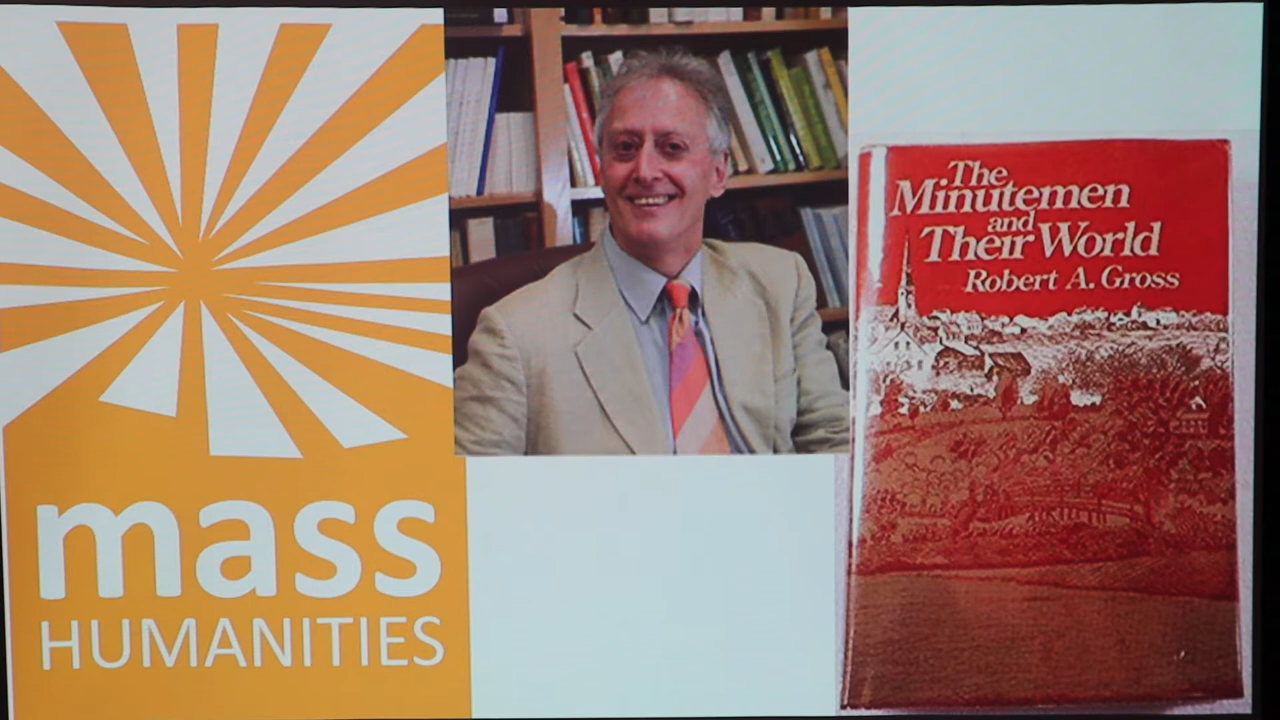 mass
HUMANITIES
The
Minutemen
and
Their World
Robert A. Gross